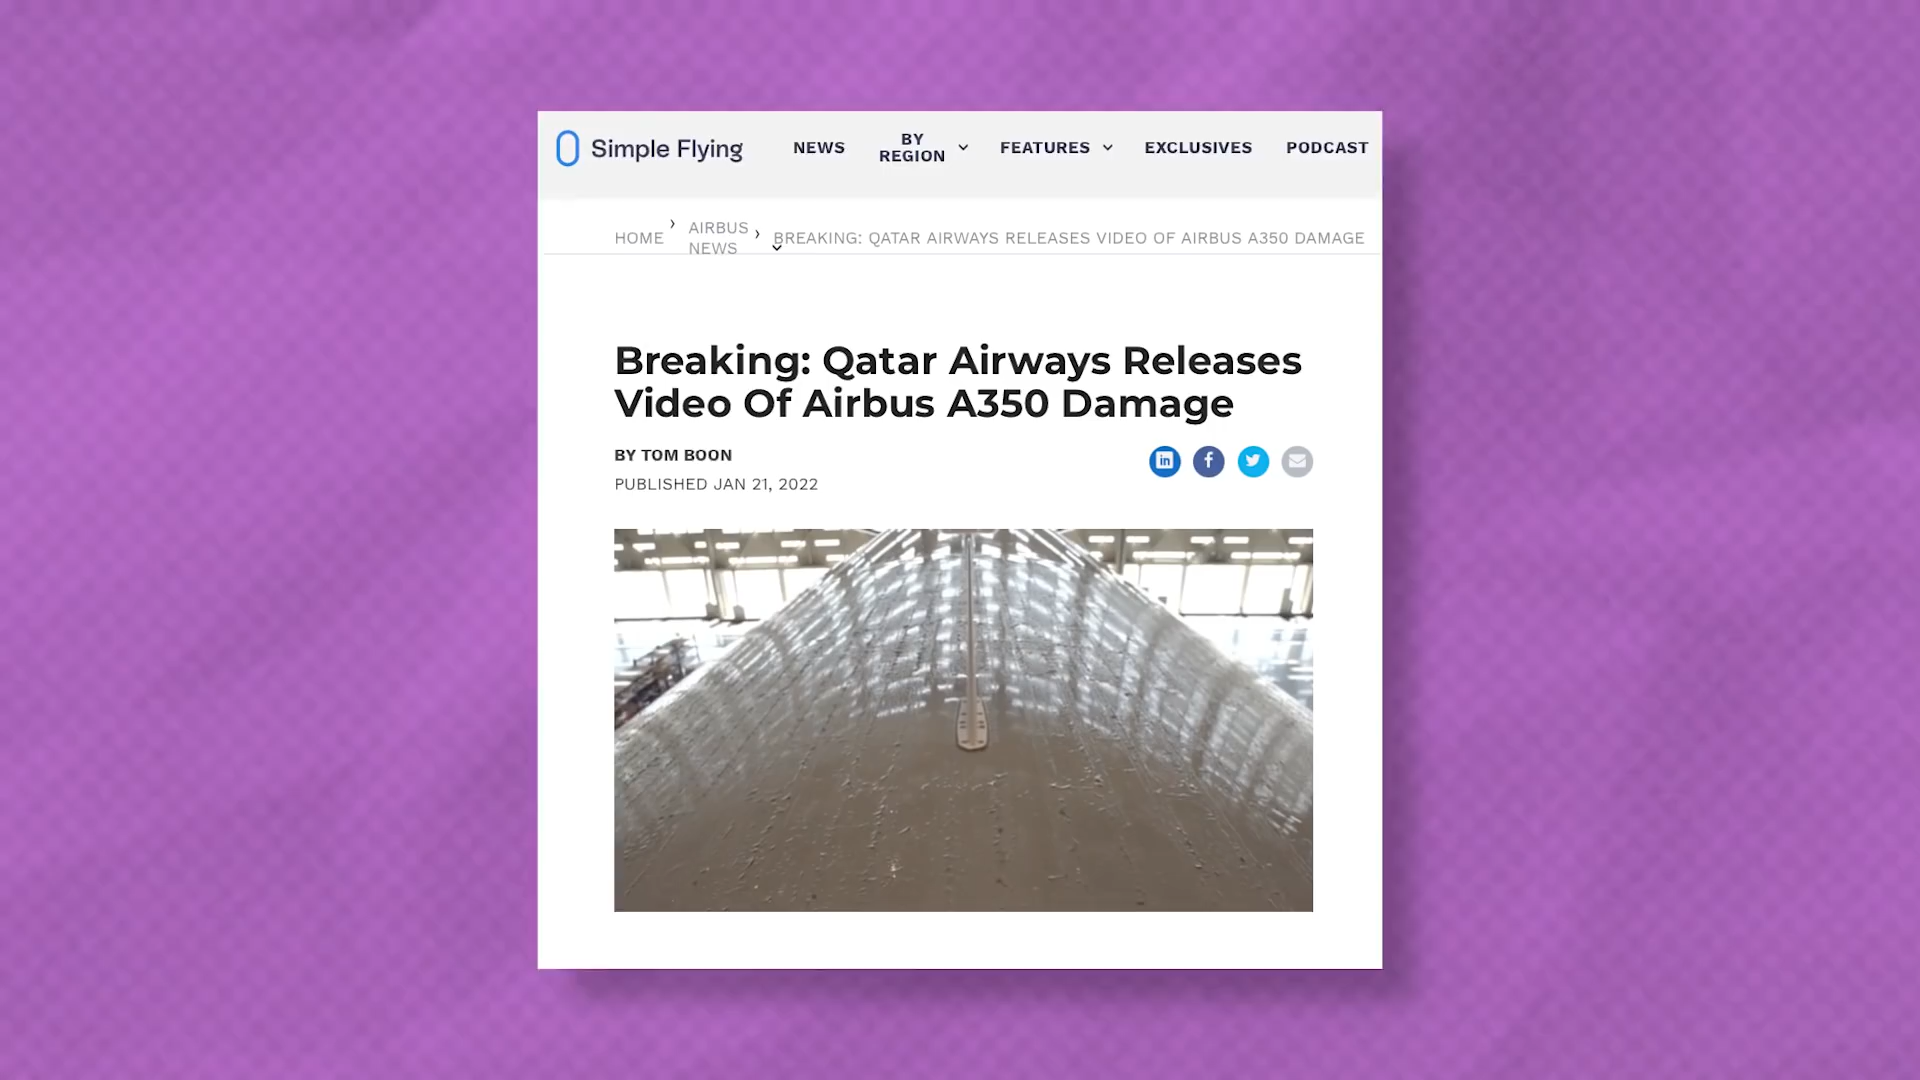 Simple Flying
NEWS
BY
REGION
FEATURES
EXCLUSIVES
PODCAST
HOME
AIRBUS
NEWS
BREAKING: QATAR AIRWAYS RELEASES VIDEO OF AIRBUS A350 DAMAGE
Breaking: Qatar Airways Releases
Video Of Airbus A350 Damage
BY TOM BOON
PUBLISHED JAN 21, 2022